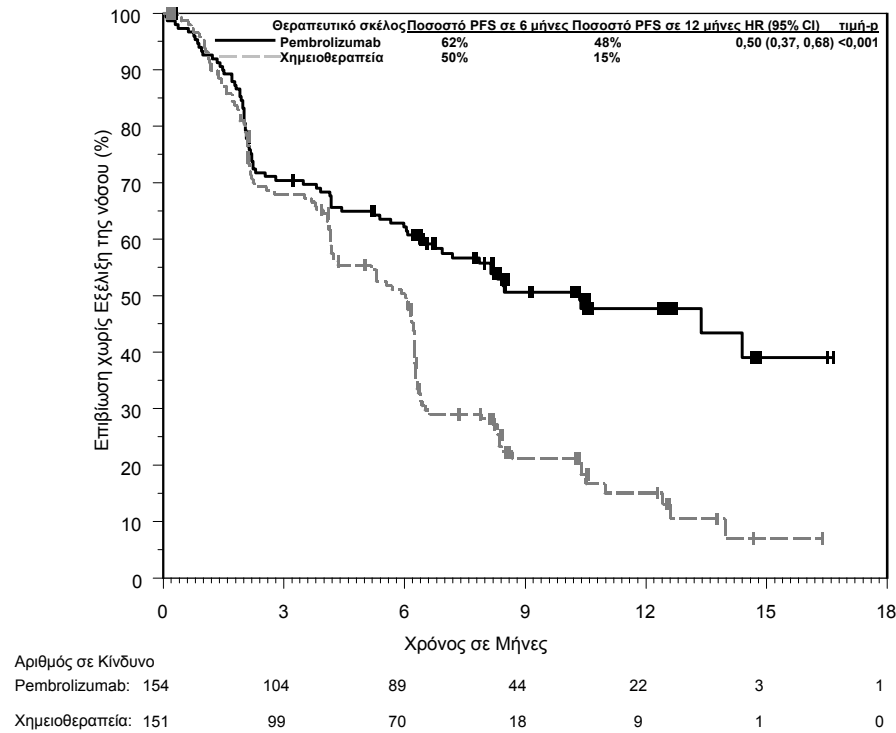 Θεραπευτικό σκέλος Ποσοστό PFS σε 6 μήνες Ποσοστό PFS σε 12 μήνες HR (95% CI) τιμή-p
Pembrolizumab 62% 48% 0,50 (0,37, 0,68) <0,001
Χημειοθεραπεία 50% 15%
Επιβίωση χωρίς Εξέλιξη της νόσου (%)
100
90
80
70
60
50
40
30
20
10
0
0 3 6 9 12 15 18
Χρόνος σε Μήνες
Αριθμός σε Κίνδυνο
Pembrolizumab: 154 104 89 44 22 3 1
Χημειοθεραπεία: 151 99 70 18 9 1 0